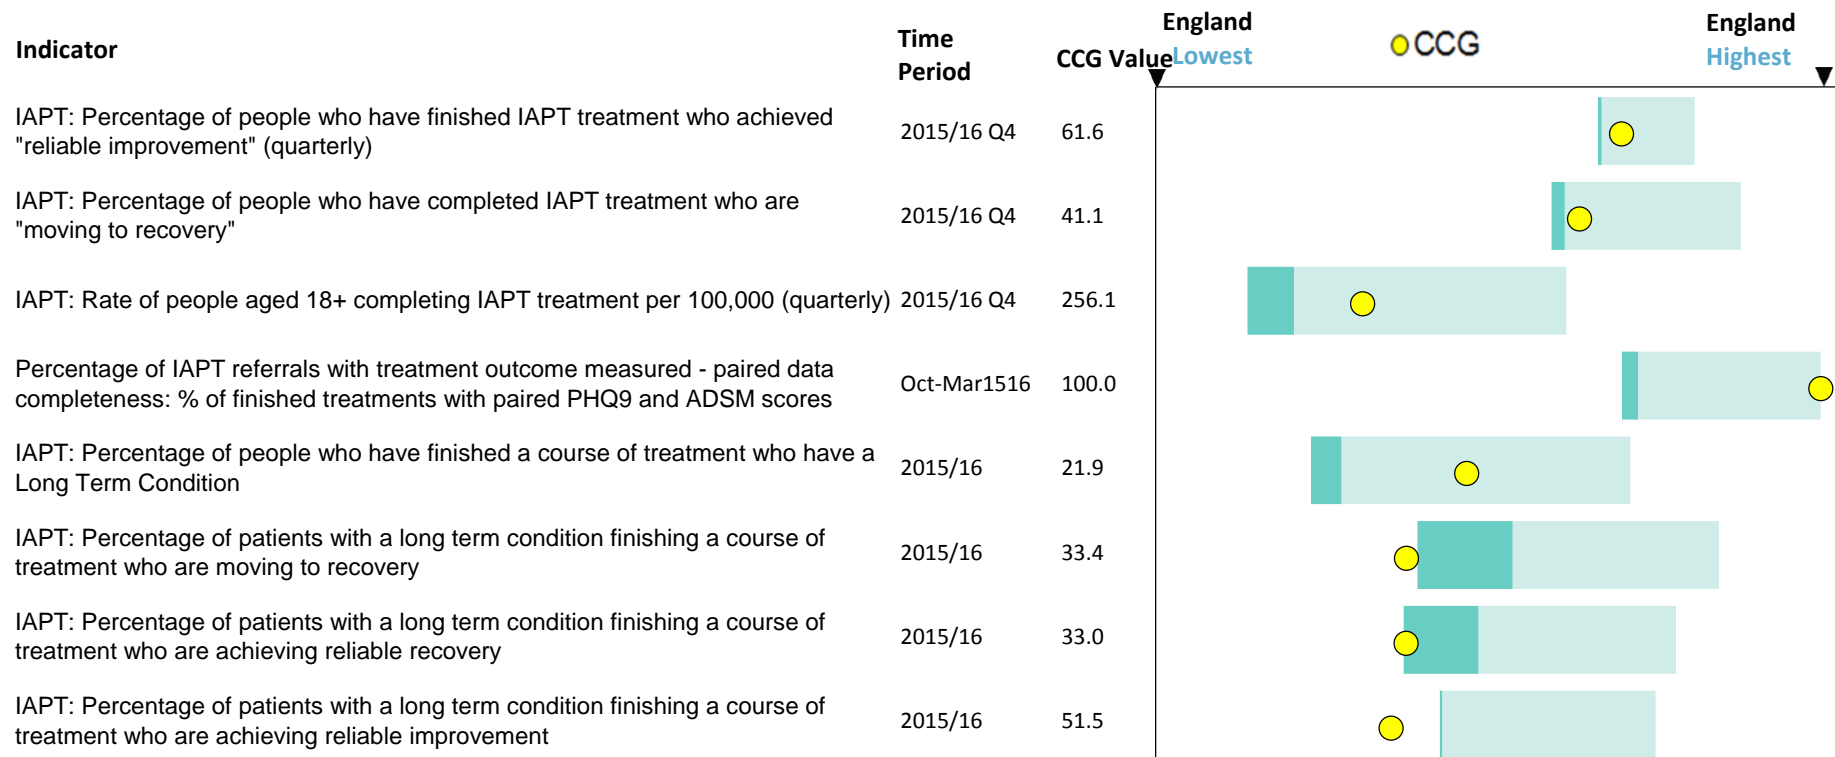 Indicator
Time
Period
CCG Value
England
Lowest
CCG
England
Highest
IAPT: Percentage of people who have finished IAPT treatment who achieved
"reliable improvement" (quarterly)
2015/16 Q4
61.6
IAPT: Percentage of people who have completed IAPT treatment who are
"moving to recovery"
2015/16 Q4
41.1
IAPT: Rate of people aged 18+ completing IAPT treatment per 100,000 (quarterly)
2015/16 Q4
256.1
Percentage of IAPT referrals with treatment outcome measured - paired data
completeness: % of finished treatments with paired PHQ9 and ADSM scores
Oct-Mar1516
100.0
IAPT: Percentage of people who have finished a course of treatment who have a
Long Term Condition
2015/16
21.9
IAPT: Percentage of patients with a long term condition finishing a course of
treatment who are moving to recovery
2015/16
33.4
IAPT: Percentage of patients with a long term condition finishing a course of
treatment who are achieving reliable recovery
2015/16
33.0
IAPT: Percentage of patients with a long term condition finishing a course of
treatment who are achieving reliable improvement
2015/16
51.5